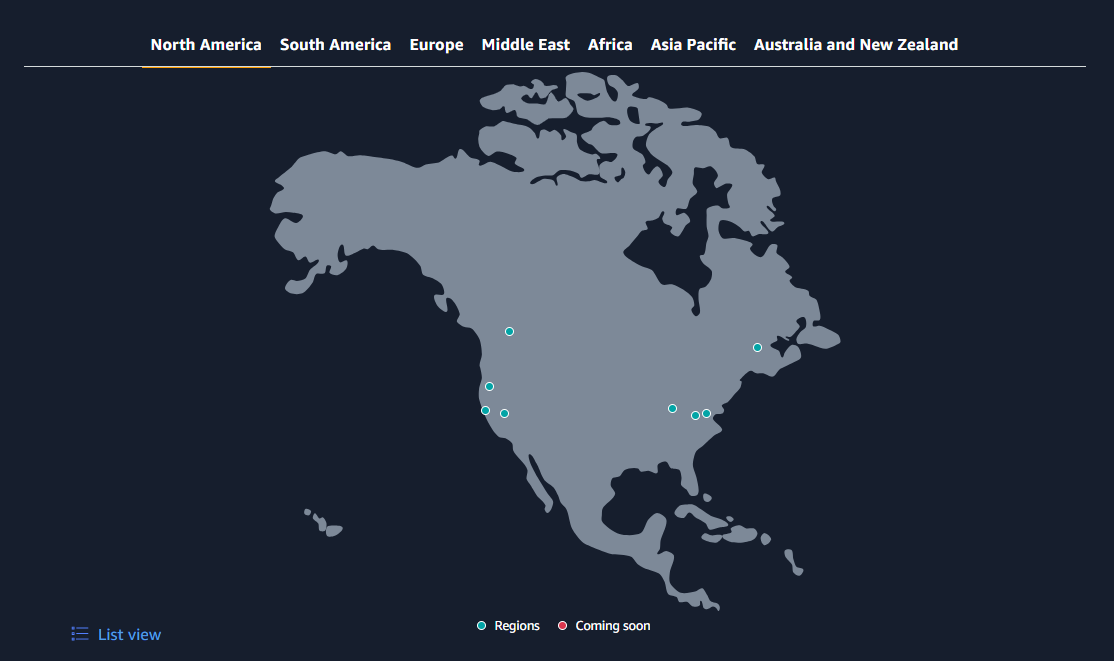 North America South America Europe Middle East Africa Asia Pacific Australia and New Zealand
List view
Regions Coming soon